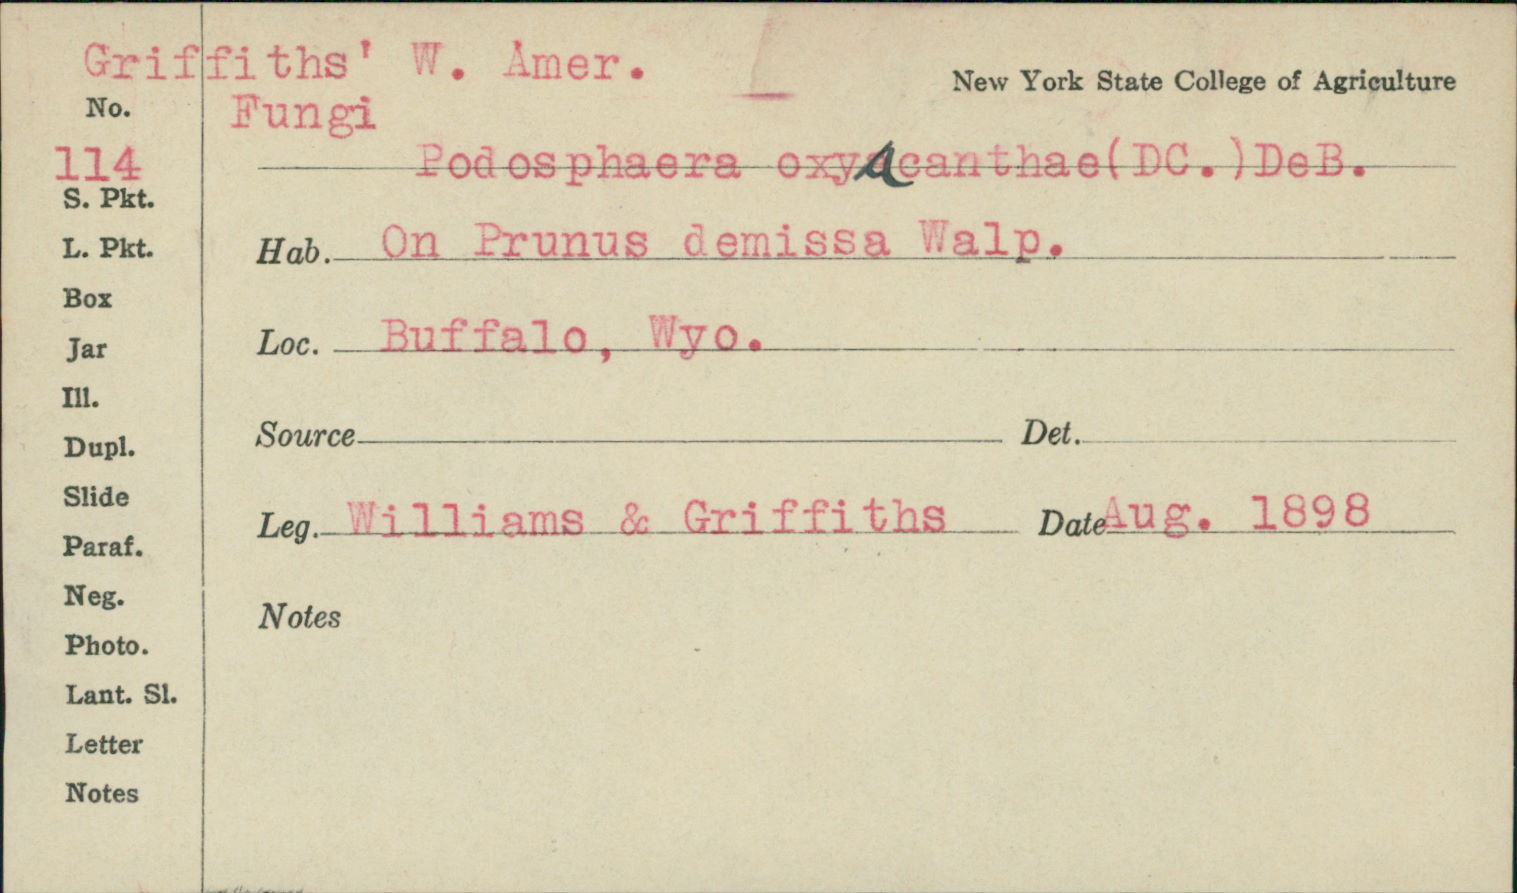 Griffiths' W. Amer.
New York State College of Agriculture
No.
Fungi
114
Podosphaera oxyacanthae(DC.)DeB.
S. Pkt.
L. Pkt.
Hab. On Prunus demissa Walp.
Box
Jar
Loc. Buffalo, Wyo.
Ill.
Dupl.
Source Det.
Slide
Leg. Williams & Griffiths Date Aug. 1898
Paraf.
Neg.
Notes
Photo.
Lant. Sl.
Letter
Notes